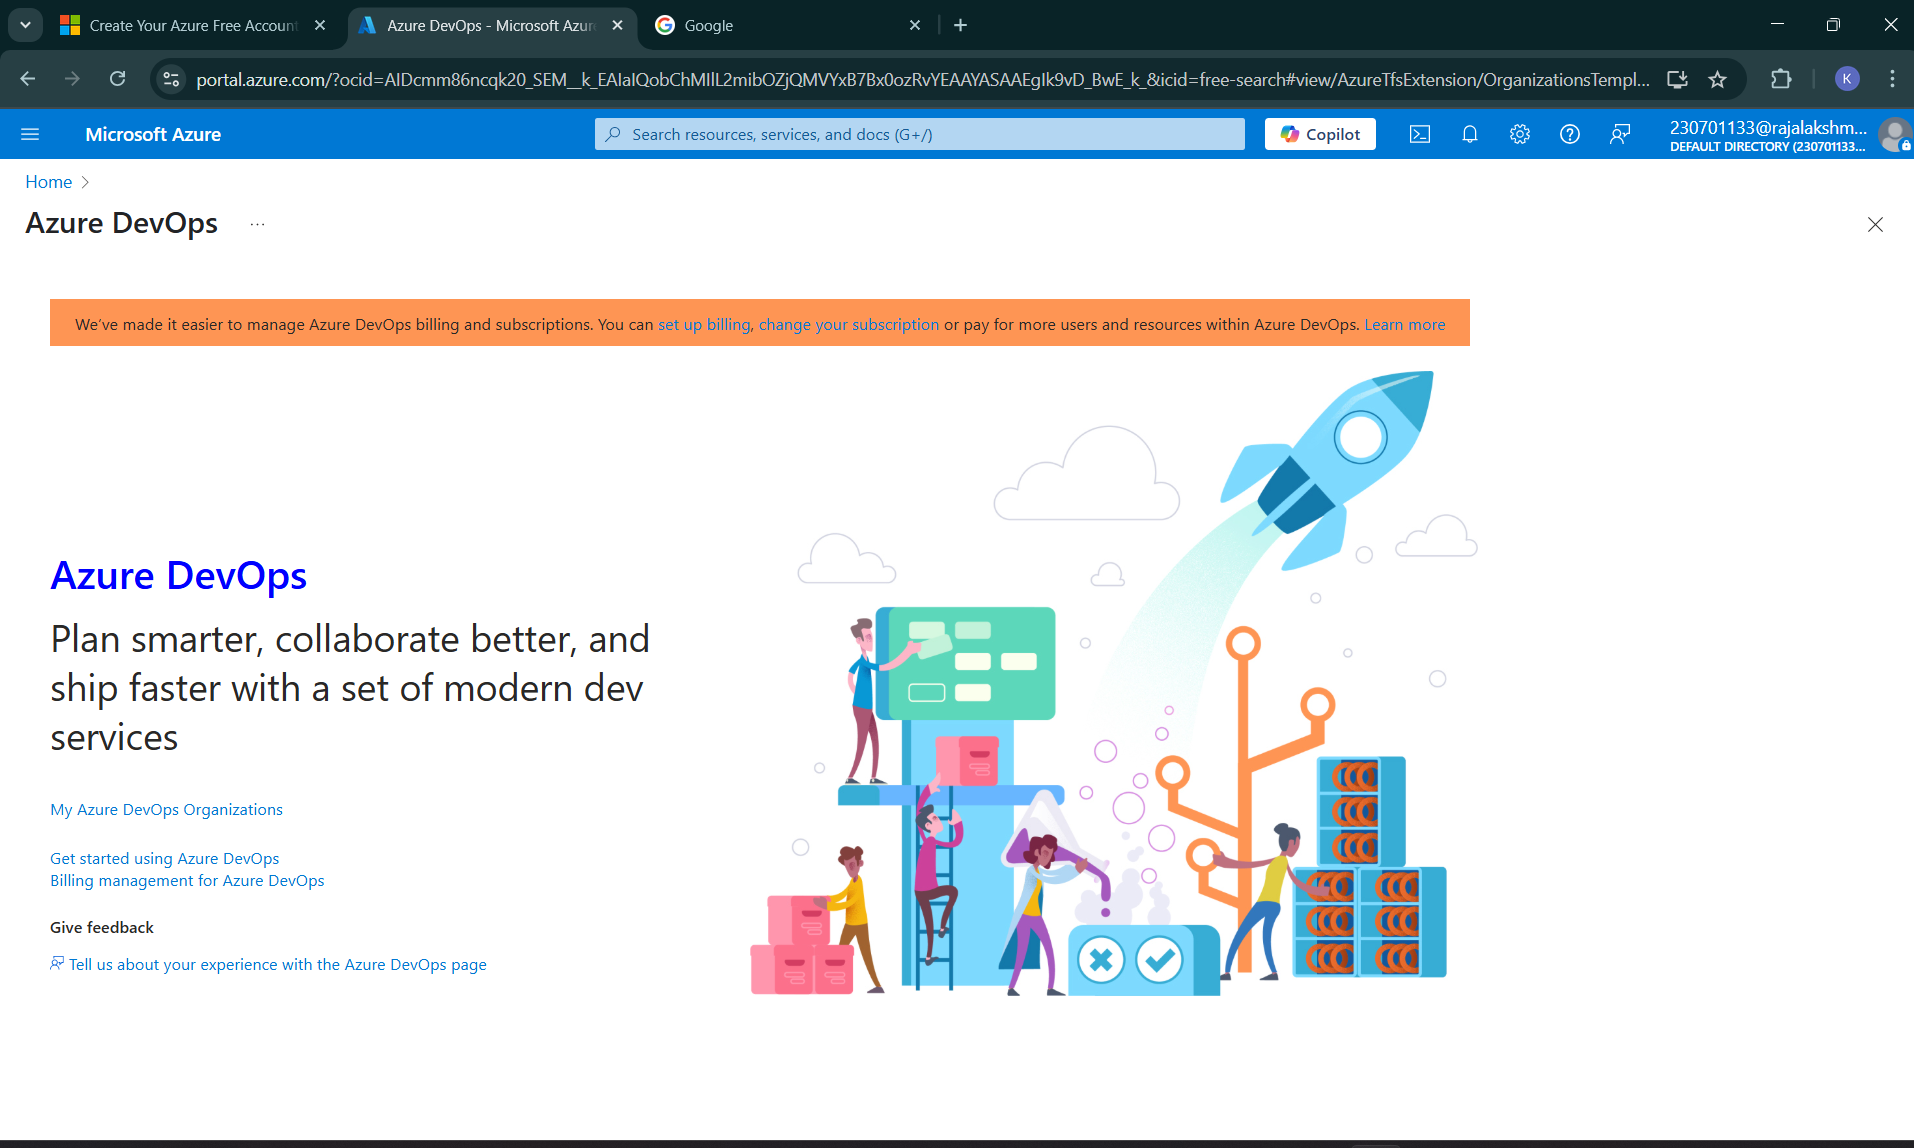 Create Your Azure Free Account
Azure DevOps - Microsoft Azure
Google
portal.azure.com/?ocid=AIDcmm86ncqk20_SEM__k_EAIaIQobChMIlL2mibOZjQMVYxB7Bx0ozRvYEAAYASAAEgIk9vD_BwE_k_&icid=free-search#view/AzureTfsExtension/OrganizationsTempl...
K
Microsoft Azure
Search resources, services, and docs (G+/)
Copilot
230701133@rajalakshm...
DEFAULT DIRECTORY (230701133...
Home
Azure DevOps
...
We've made it easier to manage Azure DevOps billing and subscriptions. You can set up billing, change your subscription or pay for more users and resources within Azure DevOps. Learn more
Azure DevOps
Plan smarter, collaborate better, and
ship faster with a set of modern dev
services
My Azure DevOps Organizations
Get started using Azure DevOps
Billing management for Azure DevOps
Give feedback
Tell us about your experience with the Azure DevOps page